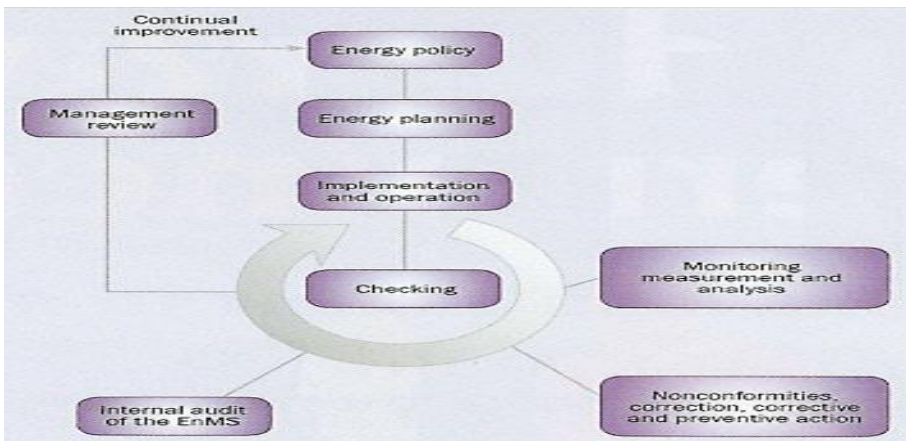 Continual
improvement
Energy policy
Management
review
Energy planning
Implementation
and operation
Checking
Monitoring
measurement and
analysis
Internal audit
of the EnMS
Nonconformities,
correction, corrective
and preventive action